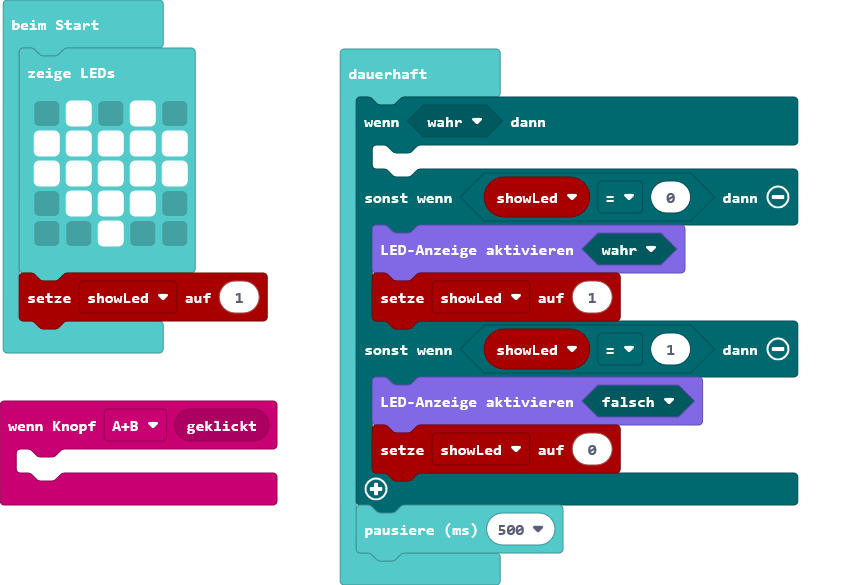 beim Start
zeige LEDs
setze showLed auf 1
wenn Knopf A+B geklickt
dauerhaft
wenn wahr dann
sonst wenn showLed = 0 dann
LED-Anzeige aktivieren wahr
setze showLed auf 1
sonst wenn showLed = 1 dann
LED-Anzeige aktivieren falsch
setze showLed auf 0
pausiere (ms) 500